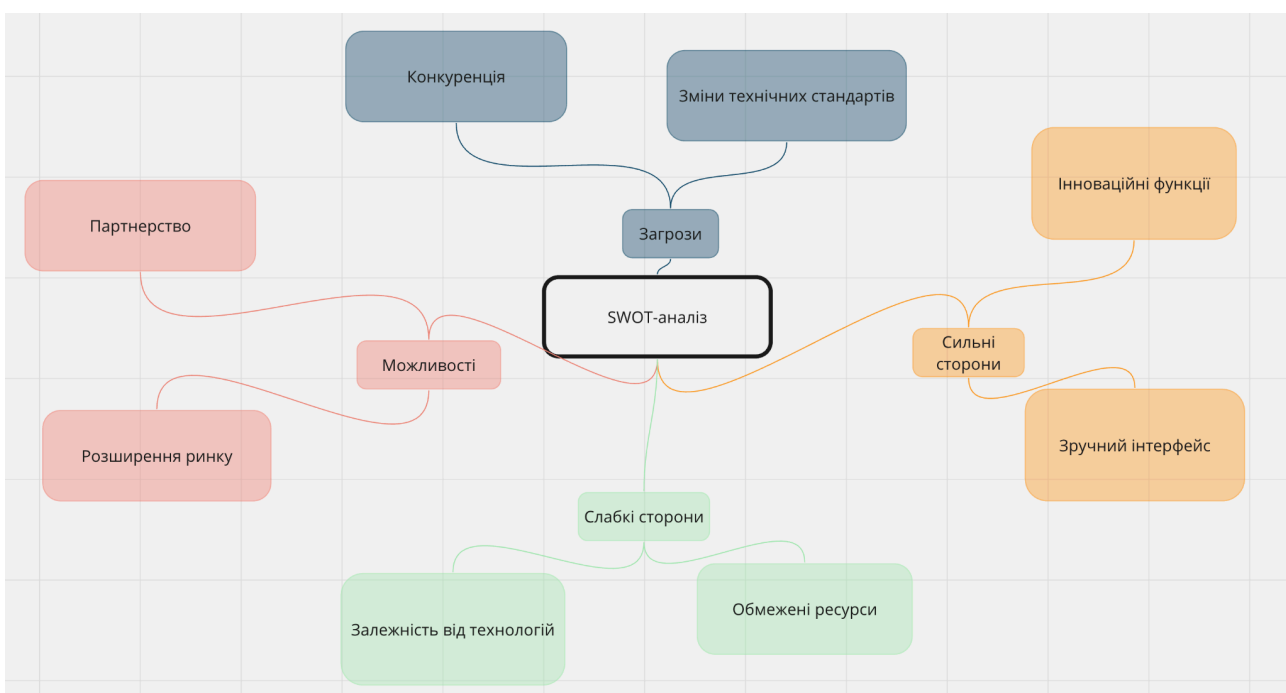 Конкуренція
Зміни технічних стандартів
Інноваційні функції
Партнерство
Загрози
SWOT-аналіз
Сильні
сторони
Можливості
Зручний інтерфейс
Розширення ринку
Слабкі сторони
Обмежені ресурси
Залежність від технологій